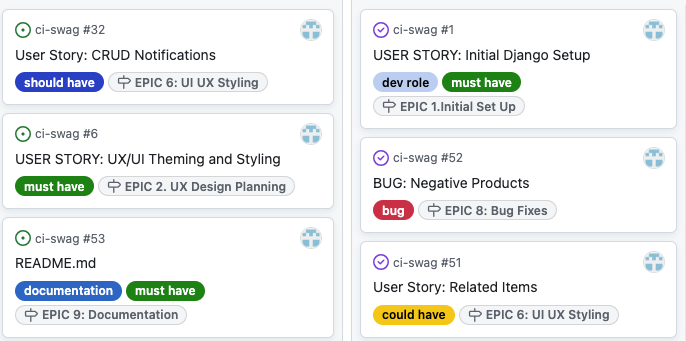 ci-swag #32
User Story: CRUD Notifications
should have EPIC 6: UI UX Styling
ci-swag #6
USER STORY: UX/UI Theming and Styling
must have EPIC 2. UX Design Planning
ci-swag #53
README.md
documentation must have
EPIC 9: Documentation
ci-swag #1
USER STORY: Initial Django Setup
dev role must have
EPIC 1.Initial Set Up
ci-swag #52
BUG: Negative Products
bug EPIC 8: Bug Fixes
ci-swag #51
User Story: Related Items
could have EPIC 6: UI UX Styling